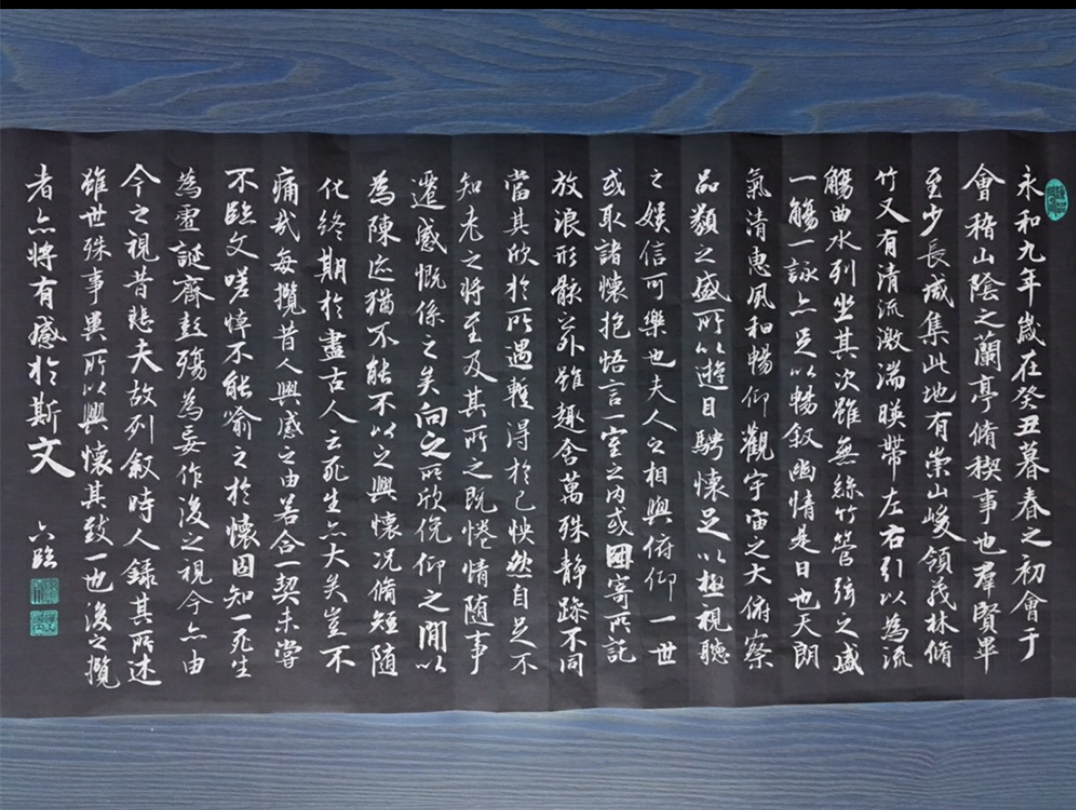 永和九年歲在癸丑暮春之初會于
會稽山陰之蘭亭脩稧事也羣賢畢
至少長咸集此地有崇山峻領茂林脩
竹又有清流激湍暎帶左右引以為流
觴曲水列坐其次雖無絲竹管弦之盛
一觴一詠亦足以暢叙幽情是日也天朗
氣清惠風和暢仰觀宇宙之大俯察
品類之盛所以遊目騁懷足以極視聽
之娛信可樂也夫人之相與俯仰一世
或取諸懷抱悟言一室之內或因寄所託
放浪形骸之外雖趣舍萬殊靜躁不同
當其欣於所遇蹔得於己怏然自足不
知老之將至及其所之既惓情随事
遷感慨係之矣向之所欣俛仰之閒以
為陳迹猶不能不以之興懷況脩短随
化終期於盡古人云死生亦大矣豈不
痛哉每攬昔人興感之由若合一契未嘗
不臨文嗟悼不能喻之於懷固知一死生
為虛誕齊彭殤為妄作後之視今亦由
今之視昔悲夫故列叙時人錄其所述
雖世殊事異所以興懷其致一也後之攬
者亦將有感於斯文